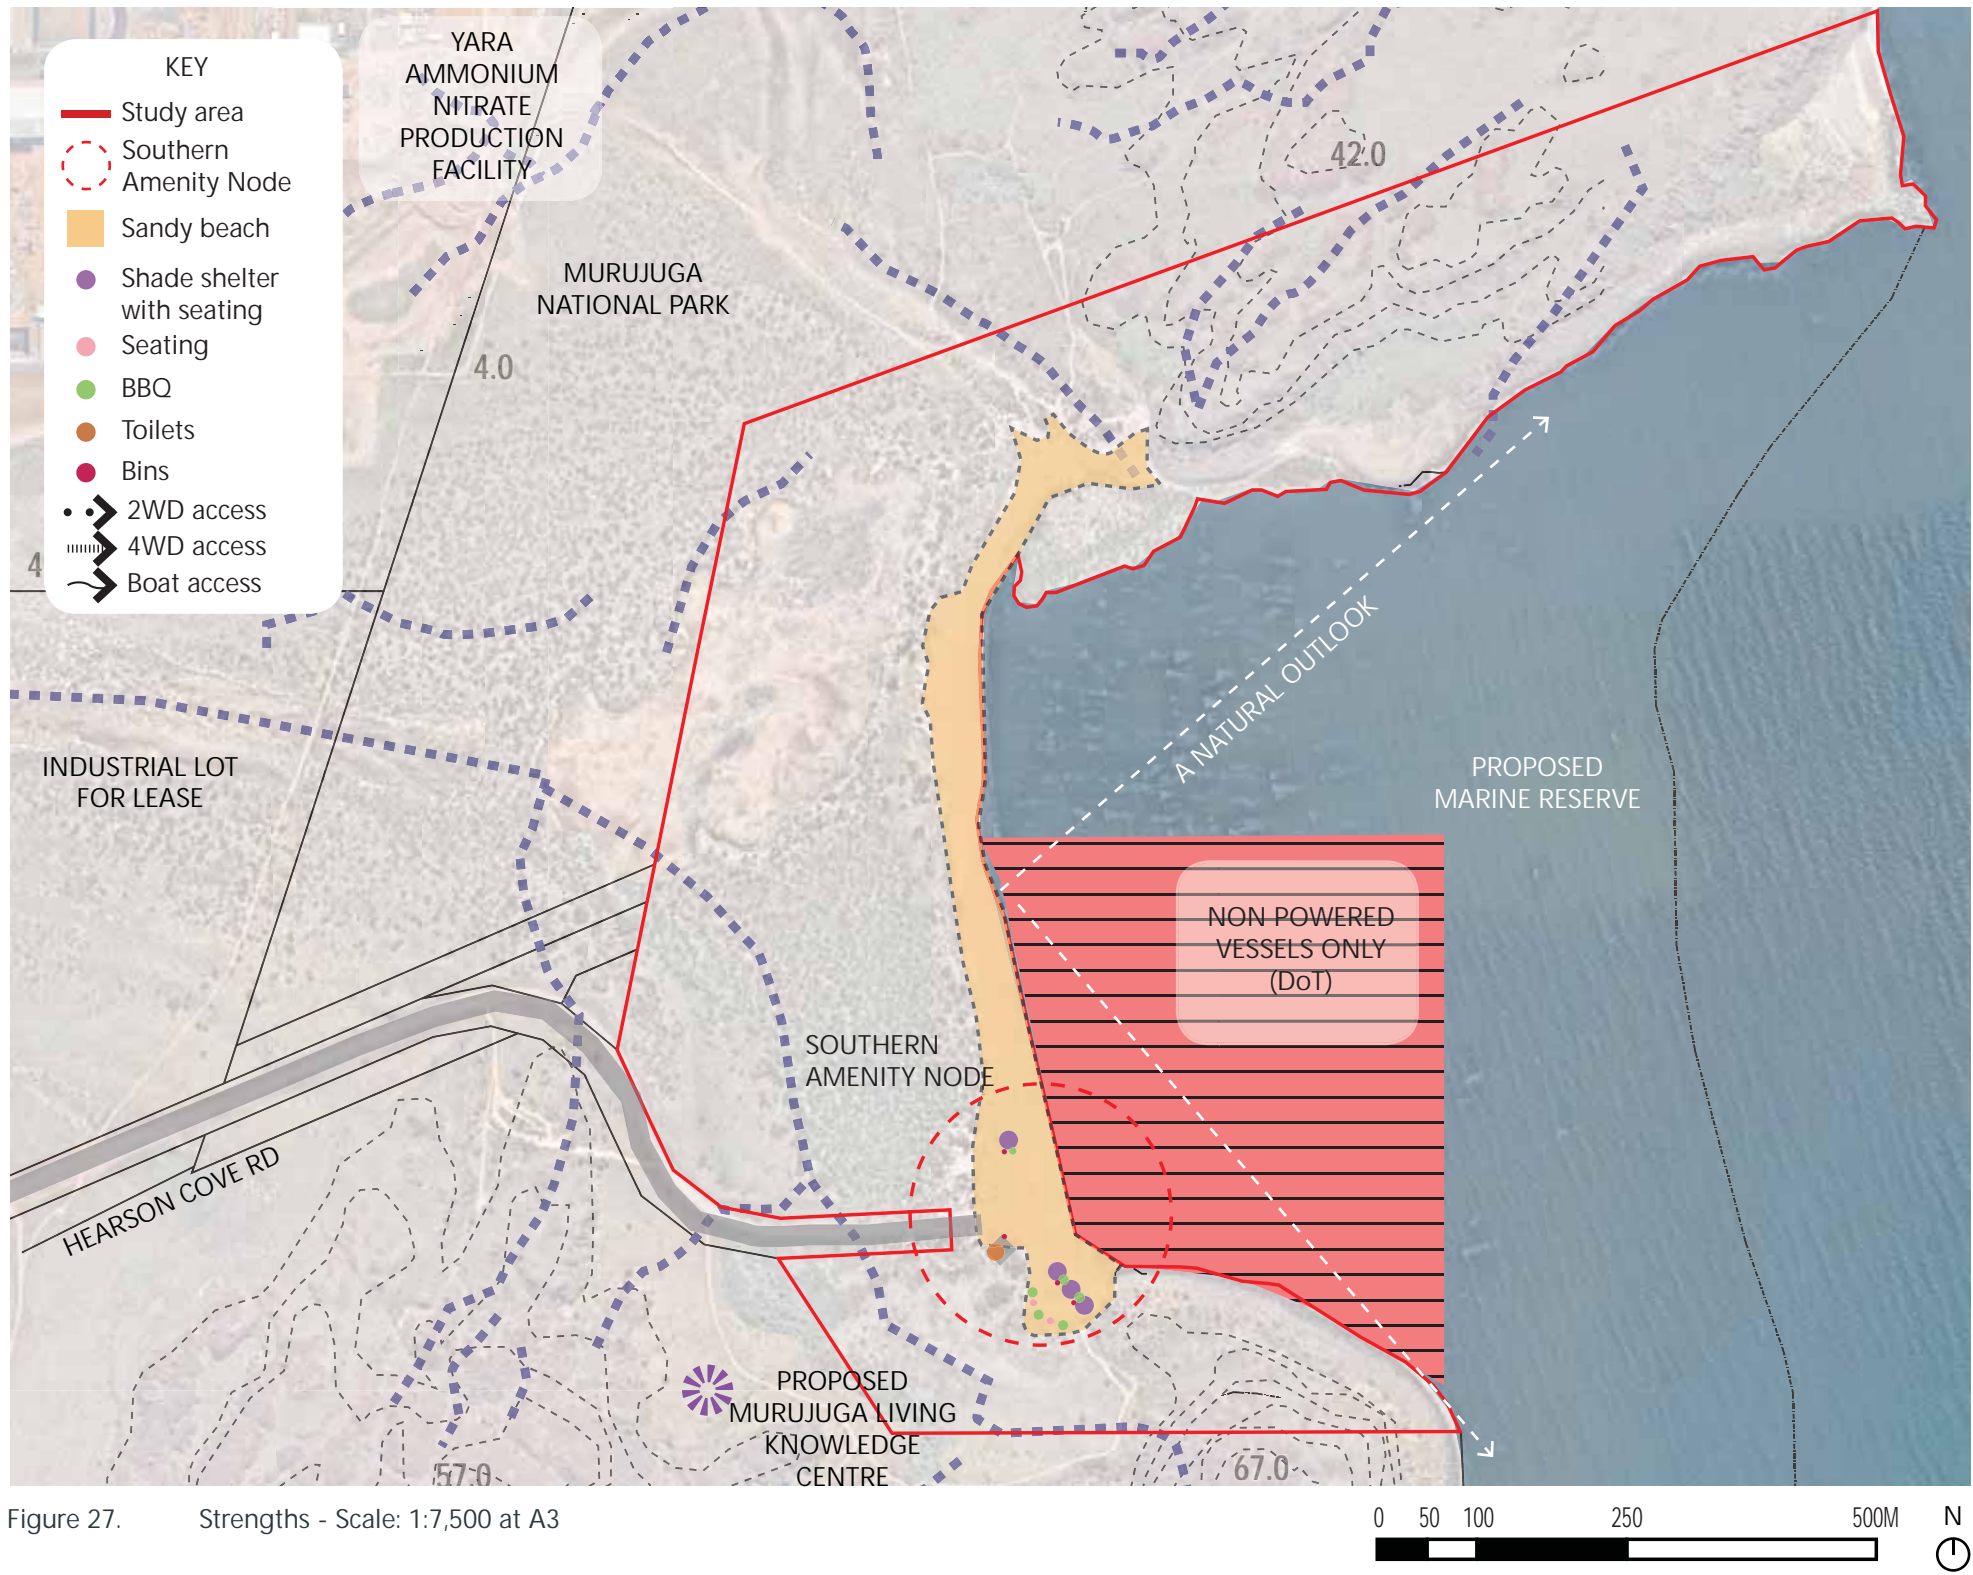 KEY
Study area
Southern
Amenity Node
Sandy beach
Shade shelter
with seating
Seating
BBQ
Toilets
Bins
2WD access
4WD access
Boat access
YARA
AMMONIUM
NITRATE
PRODUCTION
FACILITY
42.0
MURUJUGA
NATIONAL PARK
4.0
4
A NATURAL OUTLOOK
INDUSTRIAL LOT
FOR LEASE
PROPOSED
MARINE RESERVE
NON POWERED
VESSELS ONLY
(DoT)
SOUTHERN
AMENITY NODE
HEARSON COVE RD
PROPOSED
MURUJUGA LIVING
KNOWLEDGE
CENTRE
57.0
67.0
Figure 27. Strengths - Scale: 1:7,500 at A3
0 50 100 250 500M
N